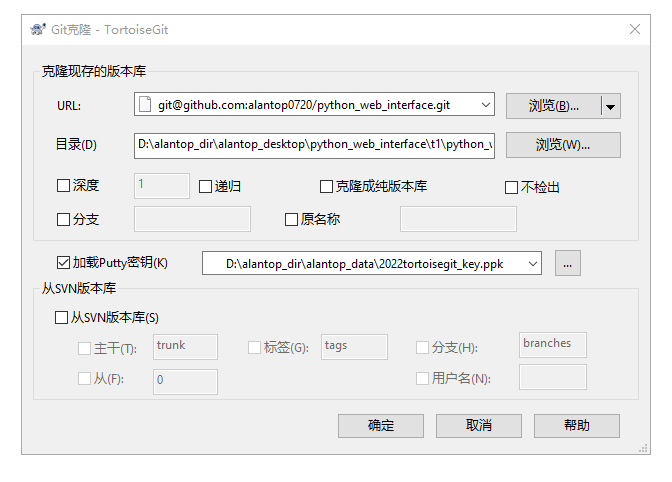 Git克隆 - TortoiseGit
克隆现存的版本库
URL: git@github.com:alantop0720/python_web_interface.git 浏览(B)...
目录(D) D:\alantop_dir\alantop_desktop\python_web_interface\t1\python_w 浏览(W)...
深度 1 递归 克隆成纯版本库 不检出
分支 原名称
加载Putty密钥(K) D:\alantop_dir\alantop_data\2022tortoisegit_key.ppk ...
从SVN版本库
从SVN版本库(S)
主干(T): trunk 标签(G): tags 分支(H): branches
从(F): 0 用户名(N):
确定 取消 帮助